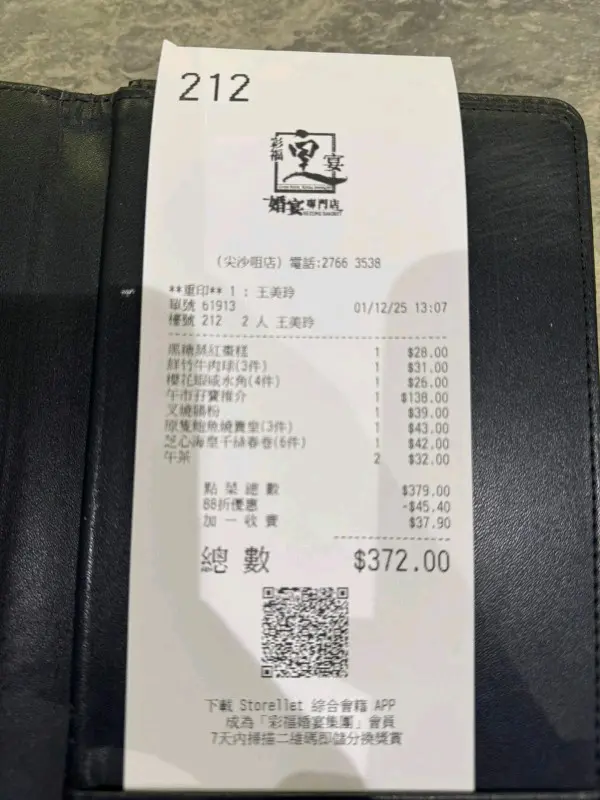 212
彩福
皇
宴
婚宴專門店
(尖沙咀店) 電話:2766 3538
**重印** 1 : 王美玲
單號 61913 01/12/25 13:07
檯號 212 2 人 王美玲
黑糖蒸紅棗糕 1 $28.00
鮮竹牛肉球(3件) 1 $31.00
櫻花蝦咸水角(4件) 1 $26.00
午市孖寶推介 1 $138.00
叉燒腸粉 1 $39.00
原隻鮑魚燒賣皇(3件) 1 $43.00
芝心海皇千絲春卷(6件) 1 $42.00
午茶 2 $32.00
點菜總數 $379.00
88折優惠 -$45.40
加一收費 $37.90
總數 $372.00
下載 Storellet 綜合會籍 APP
成為「彩福婚宴集團」會員
7天內掃描二維碼即儲分換獎賞